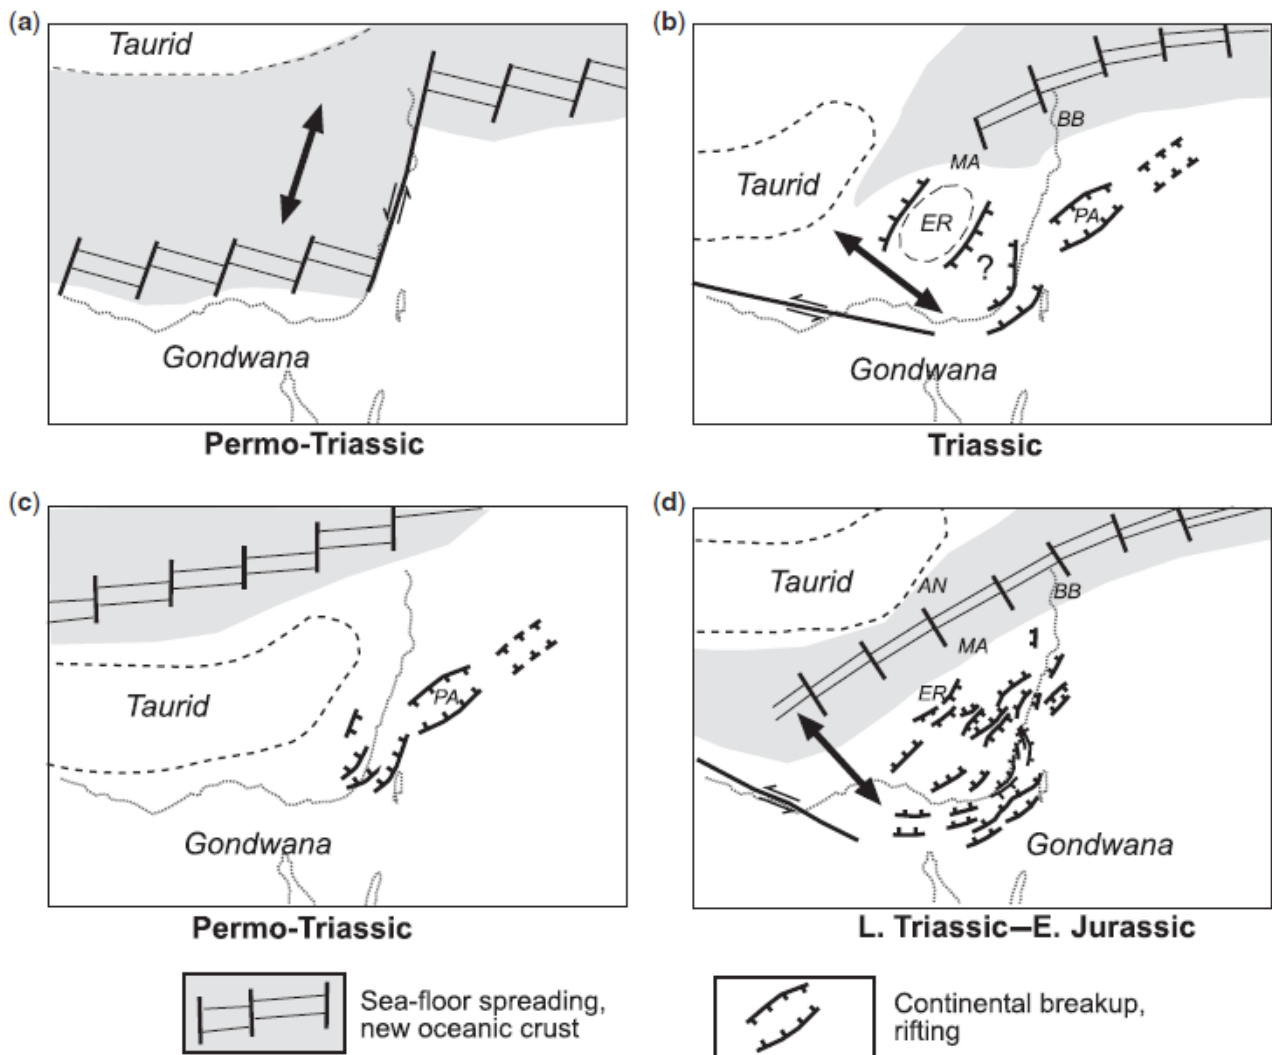 (a)
Taurid
Gondwana
Permo-Triassic
(b)
BB
MA
Taurid
ER
PA
?
Gondwana
Triassic
(c)
PA
Taurid
Gondwana
Permo-Triassic
(d)
Taurid
AN
BB
MA
ER
Gondwana
L. Triassic–E. Jurassic
Sea-floor spreading,
new oceanic crust
Continental breakup,
rifting